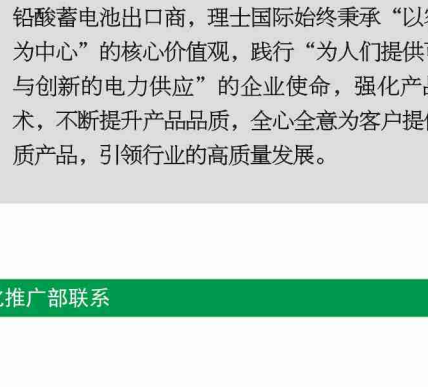 铅酸蓄电池出口商，理士国际始终秉承“以
为中心”的核心价值观，践行“为人们提供
与创新的电力供应”的企业使命，强化产
术，不断提升产品品质，全心全意为客户提
质产品，引领行业的高质量发展。
推广部联系